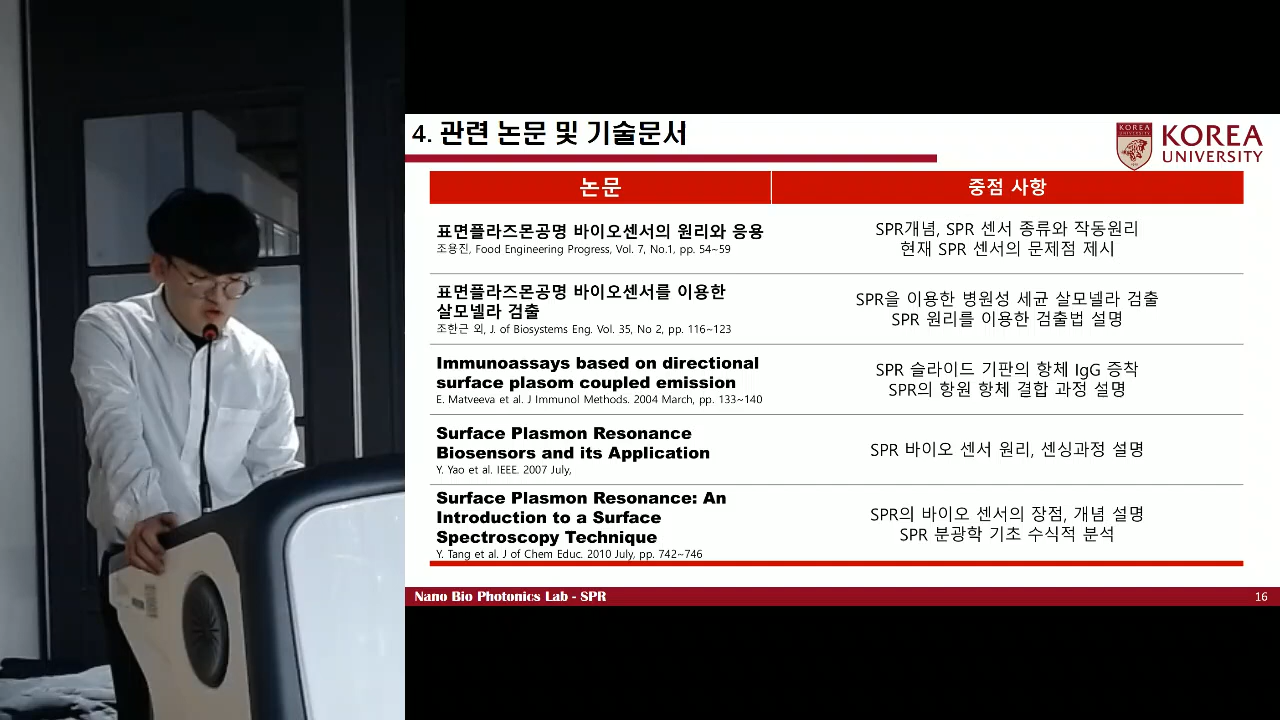 4. 관련 논문 및 기술문서
KOREA
UNIVERSITY
논문
중점 사항
표면플라즈몬공명 바이오센서의 원리와 응용
조용진, Food Engineering Progress, Vol. 7, No.1, pp. 54~59
SPR개념, SPR 센서 종류와 작동원리
현재 SPR 센서의 문제점 제시
표면플라즈몬공명 바이오센서를 이용한
살모넬라 검출
조한근 외, J. of Biosystems Eng. Vol. 35, No 2, pp. 116~123
SPR을 이용한 병원성 세균 살모넬라 검출
SPR 원리를 이용한 검출법 설명
Immunoassays based on directional
surface plasom coupled emission
E. Matveeva et al. J Immunol Methods. 2004 March, pp. 133~140
SPR 슬라이드 기판의 항체 IgG 증착
SPR의 항원 항체 결합 과정 설명
Surface Plasmon Resonance
Biosensors and its Application
Y. Yao et al. IEEE. 2007 July,
SPR 바이오 센서 원리, 센싱과정 설명
Surface Plasmon Resonance: An
Introduction to a Surface
Spectroscopy Technique
Y. Tang et al. J of Chem Educ. 2010 July, pp. 742~746
SPR의 바이오 센서의 장점, 개념 설명
SPR 분광학 기초 수식적 분석
Nano Bio Photonics Lab - SPR
16